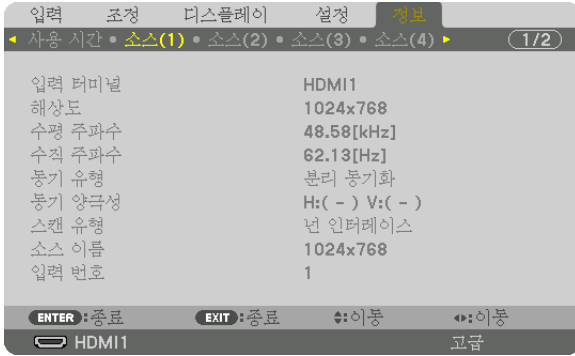 입력 조정 디스플레이 설정 정보
◂ 사용 시간 • 소스(1) • 소스(2) • 소스(3) • 소스(4) ▸ 1/2
입력 터미널 HDMI1
해상도 1024x768
수평 주파수 48.58[kHz]
수직 주파수 62.13[Hz]
동기 유형 분리 동기화
동기 양극성 H:( – ) V:( – )
스캔 유형 넌 인터레이스
소스 이름 1024x768
입력 번호 1
ENTER:종료 EXIT:종료 :이동 :이동
HDMI1 고급